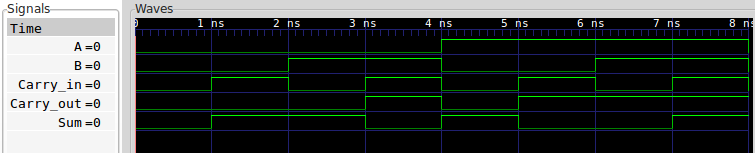 Signals
Waves
Time
0 1 ns 2 ns 3 ns 4 ns 5 ns 6 ns 7 ns 8 ns
A=0
B=0
Carry_in=0
Carry_out=0
Sum=0